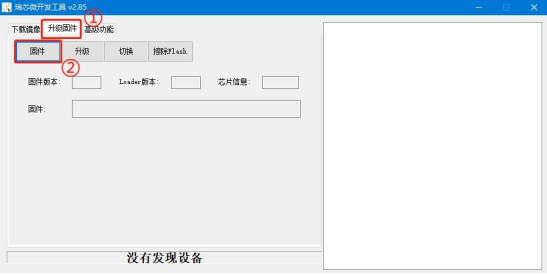 瑞芯微开发工具 v2.85
①
下载镜像 升级固件 高级功能
固件 升级 切换 擦除Flash
②
固件版本: Loader版本: 芯片信息:
固件:
没有发现设备